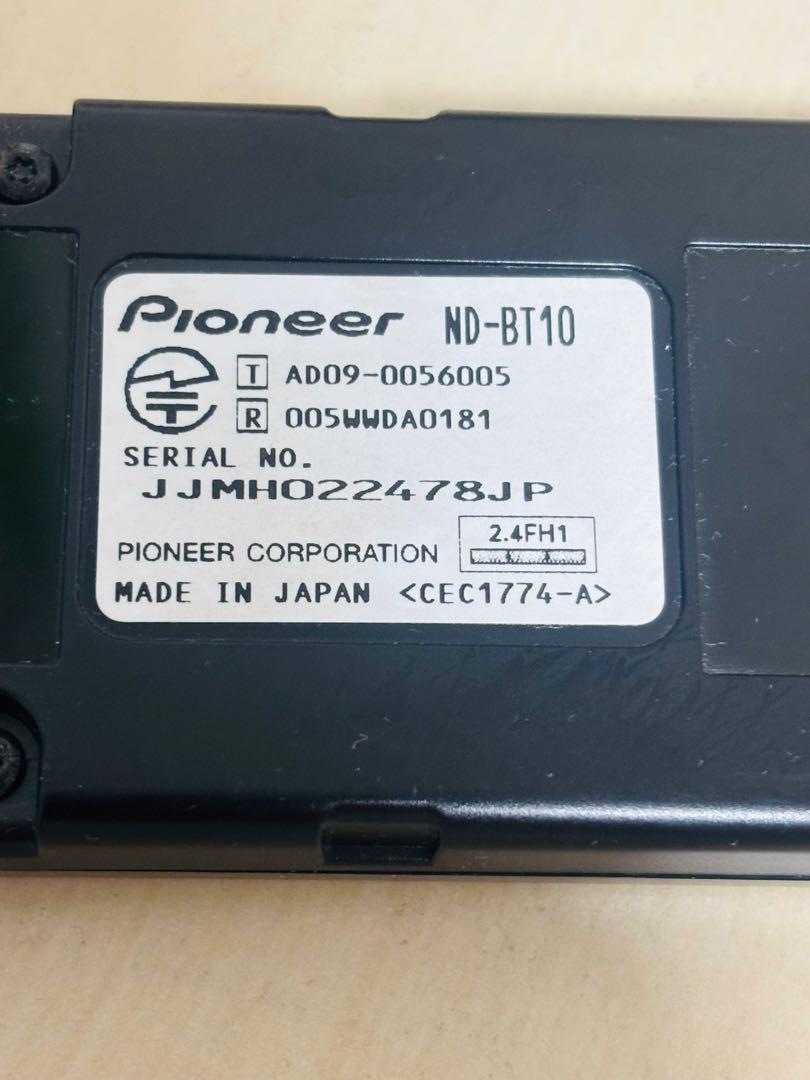 Pioneer ND-BT10
T AD09-0056005
R 005WWDA0181
SERIAL NO.
JJMH022478JP
2.4FH1
PIONEER CORPORATION
MADE IN JAPAN <CEC1774-A>